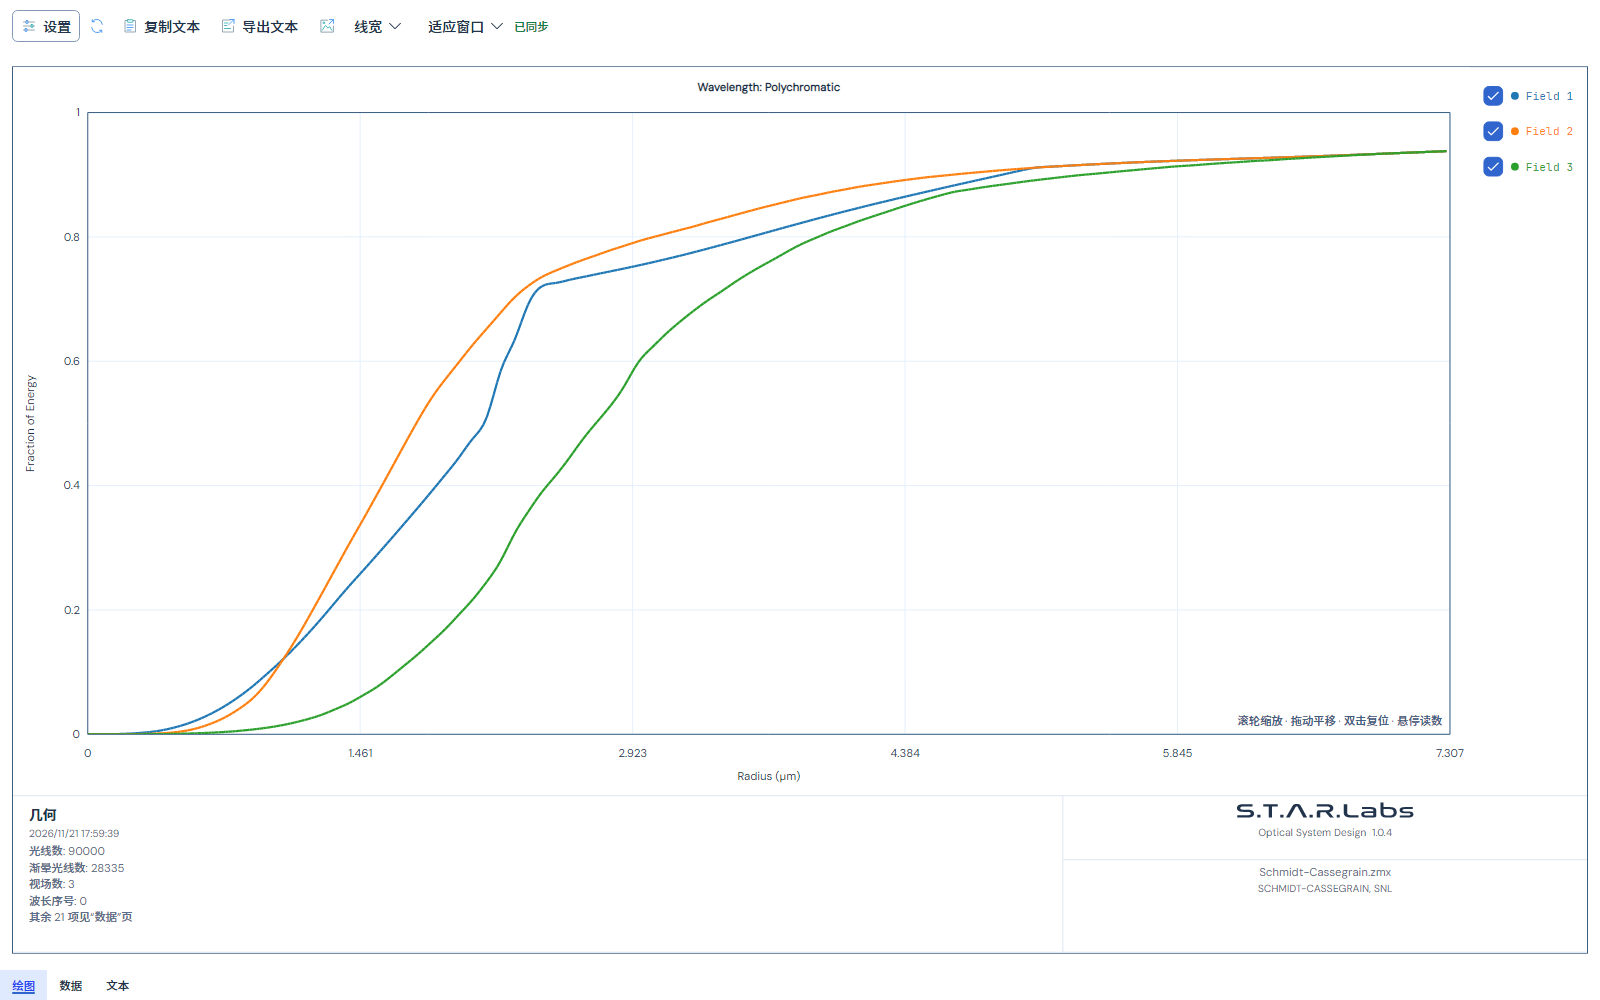 设置 复制文本 导出文本 线宽 适应窗口 已同步
Wavelength: Polychromatic
Field 1
Field 2
Field 3
1
0.8
0.6
0.4
0.2
0
Fraction of Energy
滚轮缩放 · 拖动平移 · 双击复位 · 悬停读数
0 1.461 2.923 4.384 5.845 7.307
Radius (µm)
几何
2026/11/21 17:59:39
光线数: 90000
渐晕光线数: 28335
视场数: 3
波长序号: 0
其余 21 项见“数据”页
S.T.A.R.Labs
Optical System Design 1.0.4
Schmidt-Cassegrain.zmx
SCHMIDT-CASSEGRAIN, SNL
绘图 数据 文本